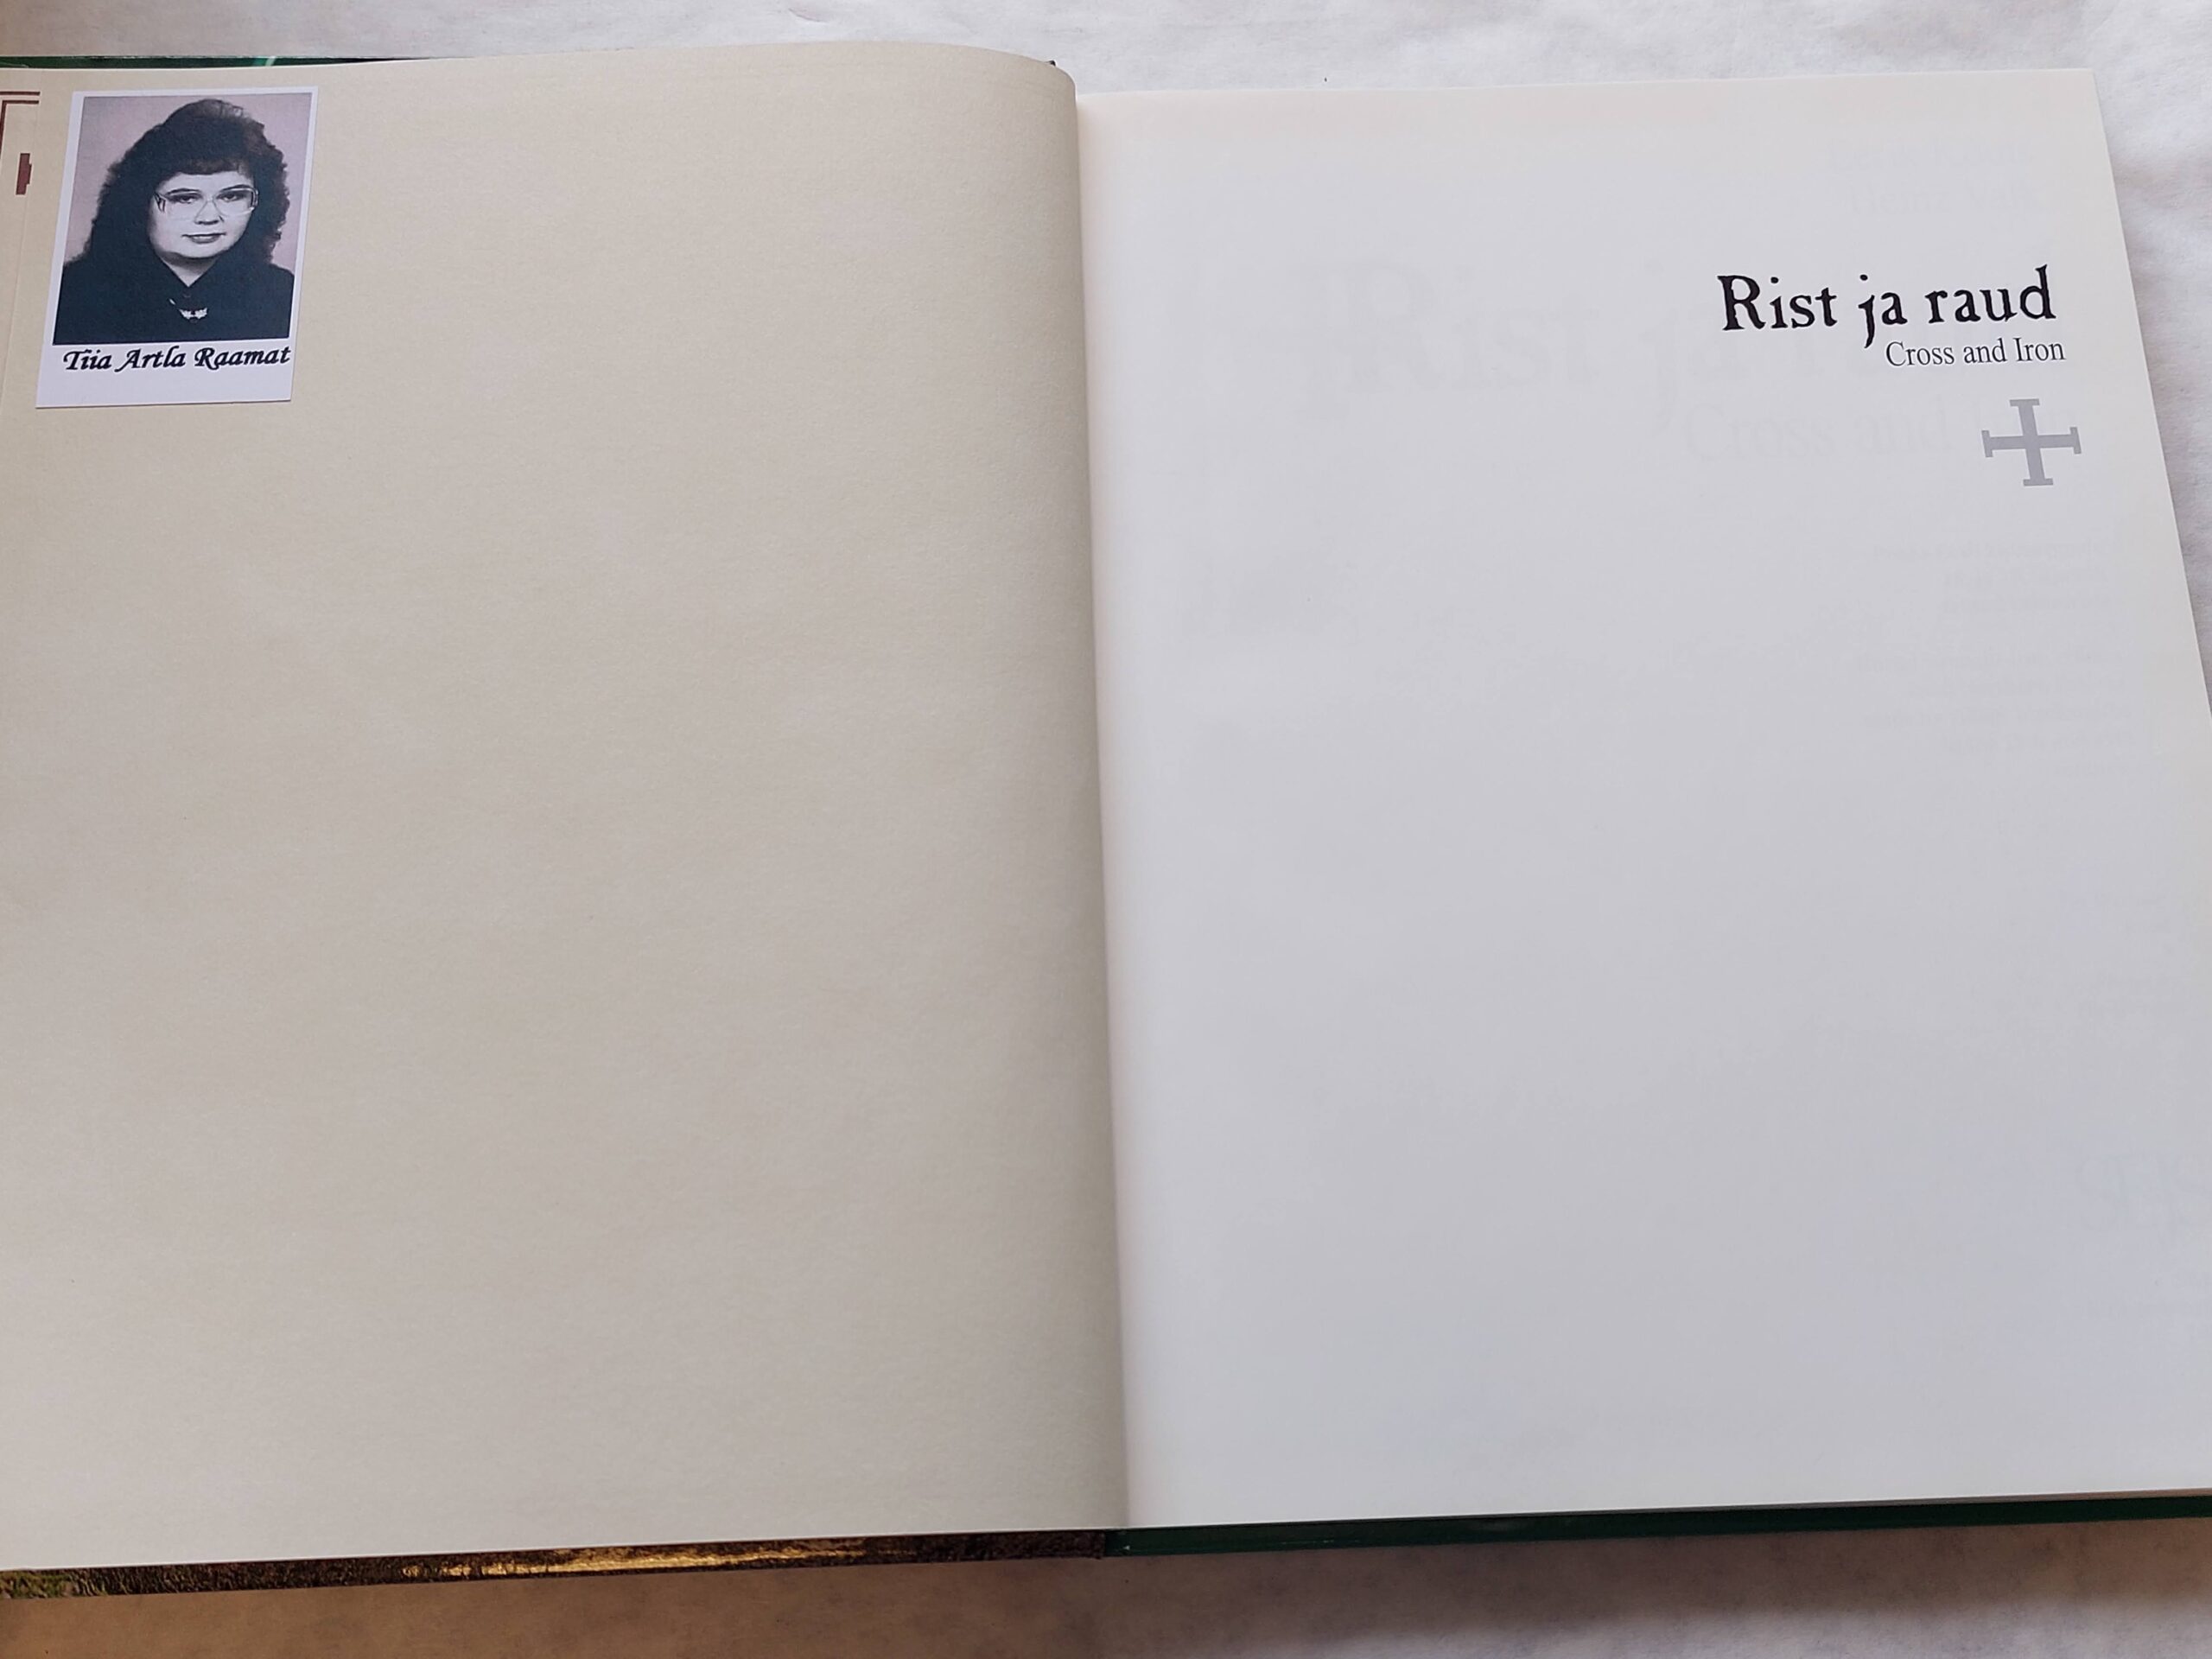 Tiia Artla Raamat
Rist ja raud
Cross and Iron